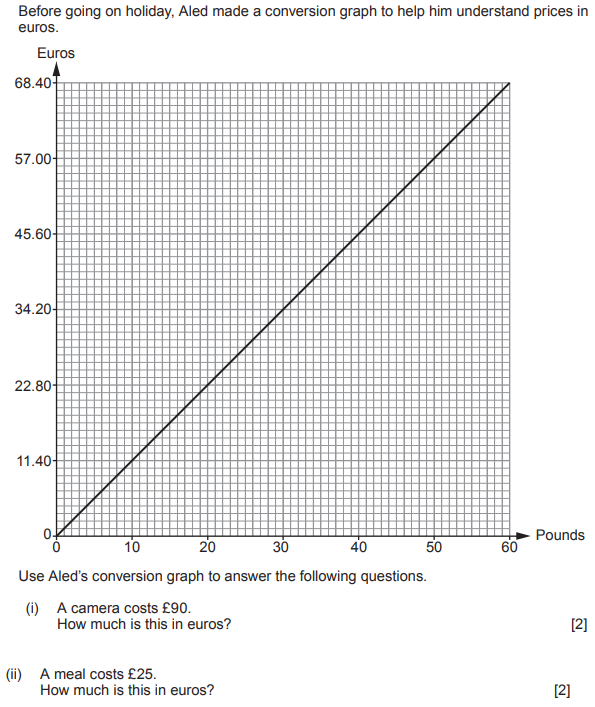 Before going on holiday, Aled made a conversion graph to help him understand prices in
euros.
Euros
68.40
57.00
45.60
34.20
22.80
11.40
0
0 10 20 30 40 50 60
Pounds
Use Aled's conversion graph to answer the following questions.
(i) A camera costs £90.
How much is this in euros? [2]
(ii) A meal costs £25.
How much is this in euros? [2]